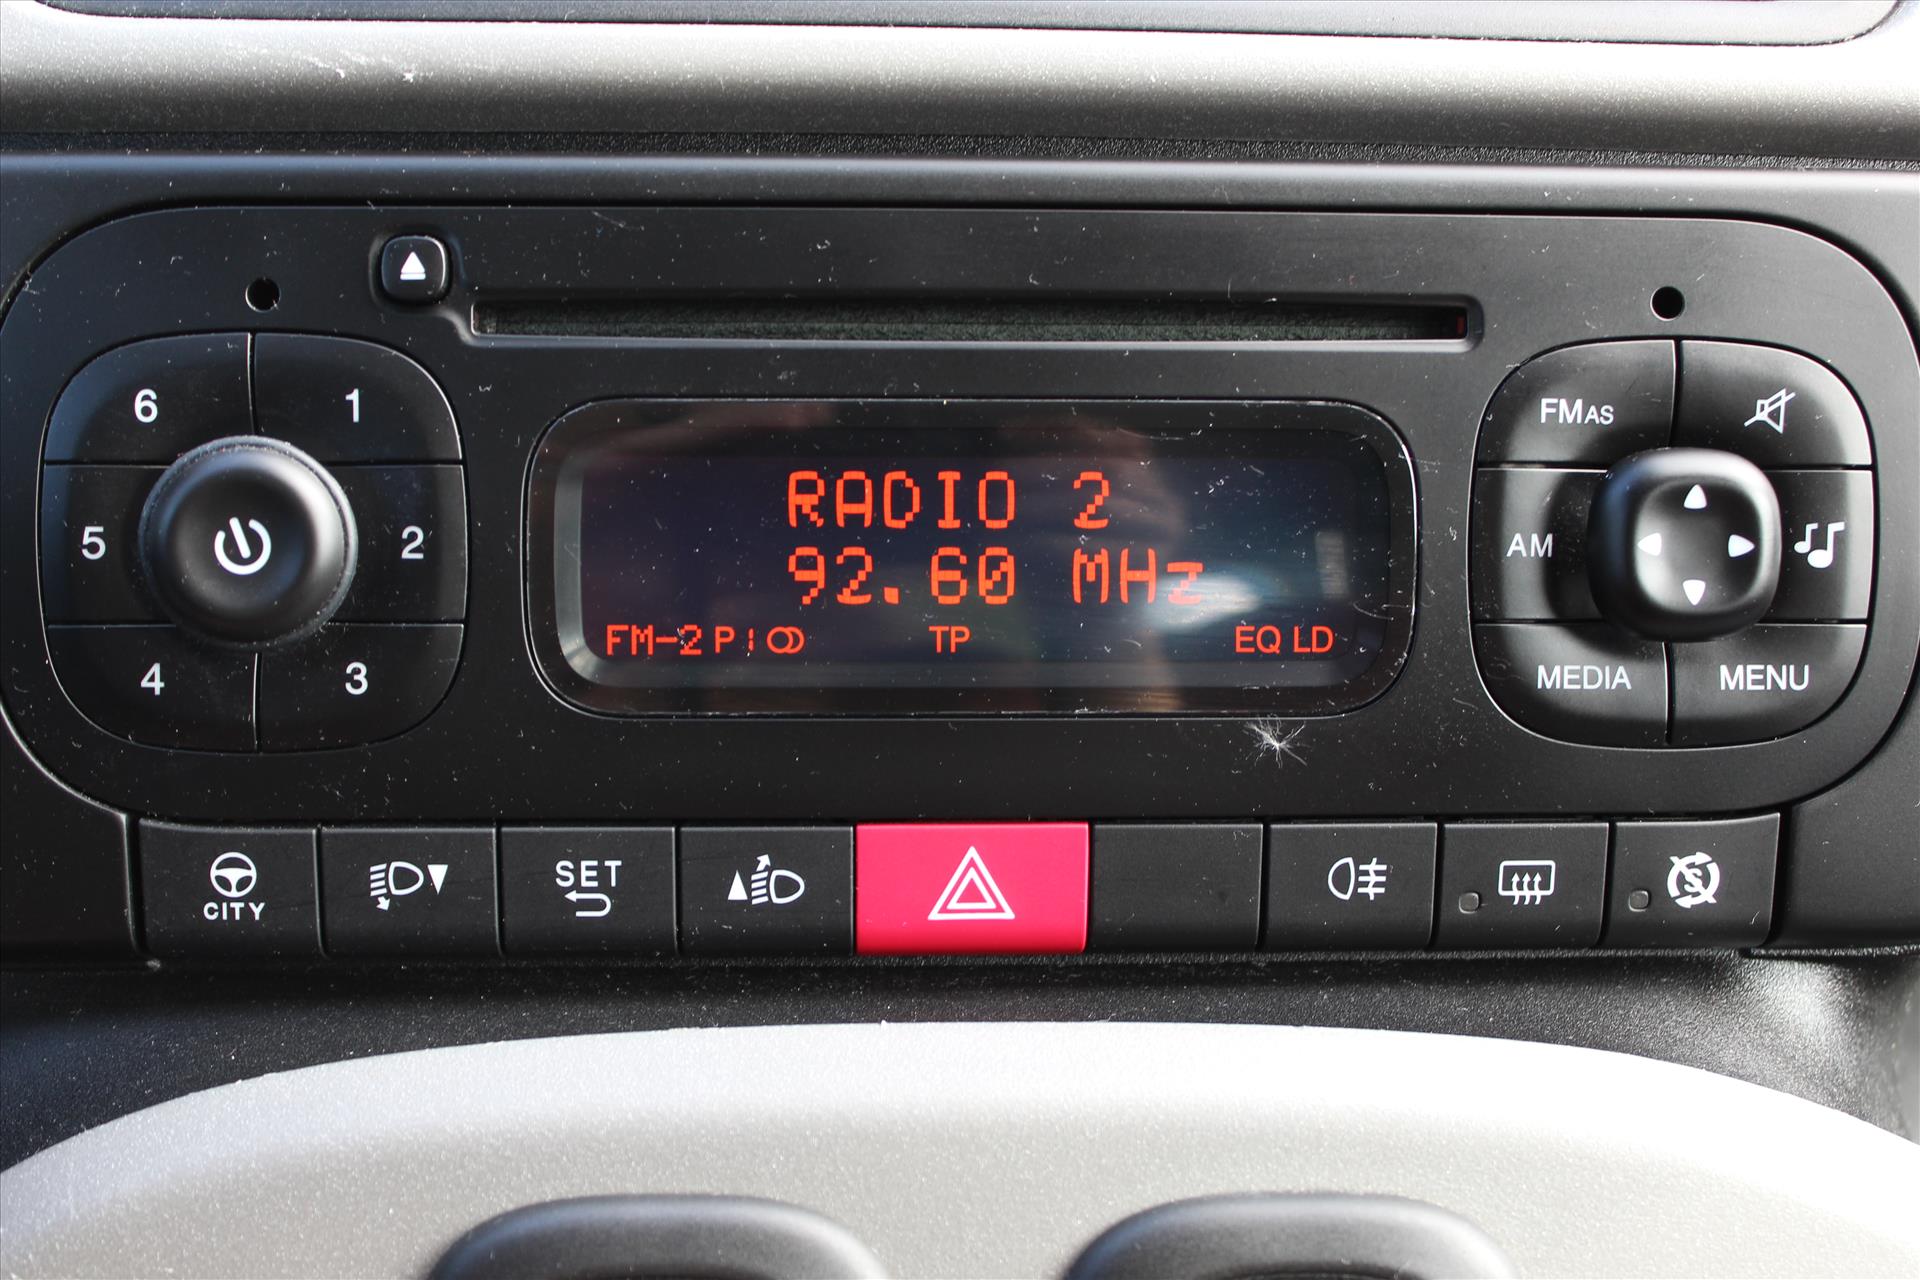 6 1
5 2
4 3
RADIO 2
92.60 MHz
FM-2 P1 TP EQ LD
FMAS
AM
MEDIA MENU
CITY
SET
S